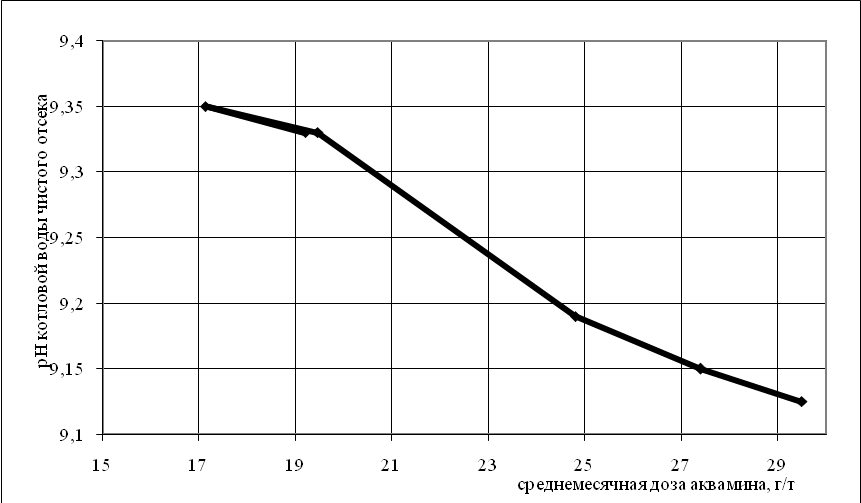 рН котловой воды чистого отсека
9,4
9,35
9,3
9,25
9,2
9,15
9,1
15 17 19 21 23 25 27 29
среднемесячная доза аквамина, г/т